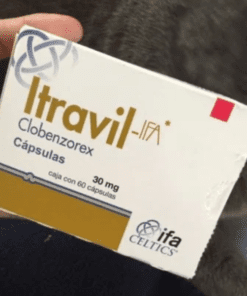 Itravil-IFA®
Clobenzorex
Cápsulas
30 mg
caja con 60 cápsulas
ifa
CELTICS®